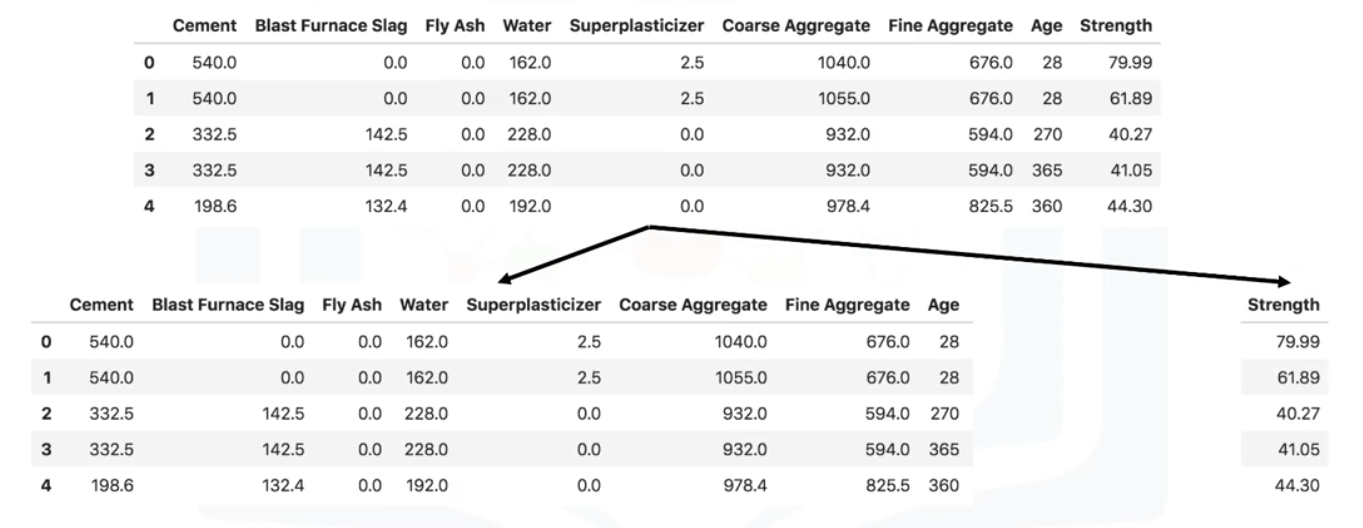 Cement Blast Furnace Slag Fly Ash Water Superplasticizer Coarse Aggregate Fine Aggregate Age Strength
0 540.0 0.0 0.0 162.0 2.5 1040.0 676.0 28 79.99
1 540.0 0.0 0.0 162.0 2.5 1055.0 676.0 28 61.89
2 332.5 142.5 0.0 228.0 0.0 932.0 594.0 270 40.27
3 332.5 142.5 0.0 228.0 0.0 932.0 594.0 365 41.05
4 198.6 132.4 0.0 192.0 0.0 978.4 825.5 360 44.30
Cement Blast Furnace Slag Fly Ash Water Superplasticizer Coarse Aggregate Fine Aggregate Age Strength
0 540.0 0.0 0.0 162.0 2.5 1040.0 676.0 28 79.99
1 540.0 0.0 0.0 162.0 2.5 1055.0 676.0 28 61.89
2 332.5 142.5 0.0 228.0 0.0 932.0 594.0 270 40.27
3 332.5 142.5 0.0 228.0 0.0 932.0 594.0 365 41.05
4 198.6 132.4 0.0 192.0 0.0 978.4 825.5 360 44.30